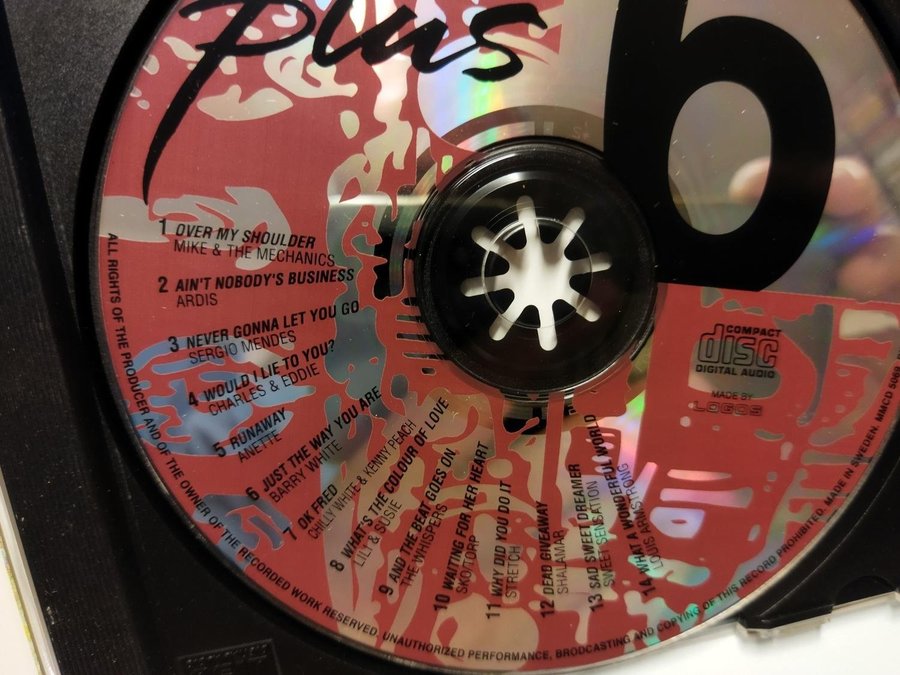 plus
6
1 OVER MY SHOULDER
MIKE & THE MECHANICS
2 AIN'T NOBODY'S BUSINESS
ARDIS
3 NEVER GONNA LET YOU GO
SERGIO MENDES
4 WOULD I LIE TO YOU?
CHARLES & EDDIE
5 RUNAWAY
ANETTE
6 JUST THE WAY YOU ARE
BARRY WHITE
7 OK FRED
CHILLY WHITE & KENNY PEACH
8 WHAT'S THE COLOUR OF LOVE
LILY & SUSIE
9 AND THE BEAT GOES ON
THE WHISPERS
10 WAITING FOR HER HEART
SKO/TORP
11 WHY DID YOU DO IT
STRETCH
12 DEAD GIVEAWAY
SHALAMAR
13 SAD SWEET DREAMER
SWEET SENSATION
14 WHAT A WONDERFUL WORLD
LOUIS ARMSTRONG
COMPACT
disc
DIGITAL AUDIO
MADE BY
LOGOS
ALL RIGHTS OF THE PRODUCER AND OF THE OWNER OF THE RECORDED WORK RESERVED. UNAUTHORIZED PERFORMANCE, BRODCASTING AND COPYING OF THIS RECORD PROHIBITED. MADE IN SWEDEN. MMCD 5069